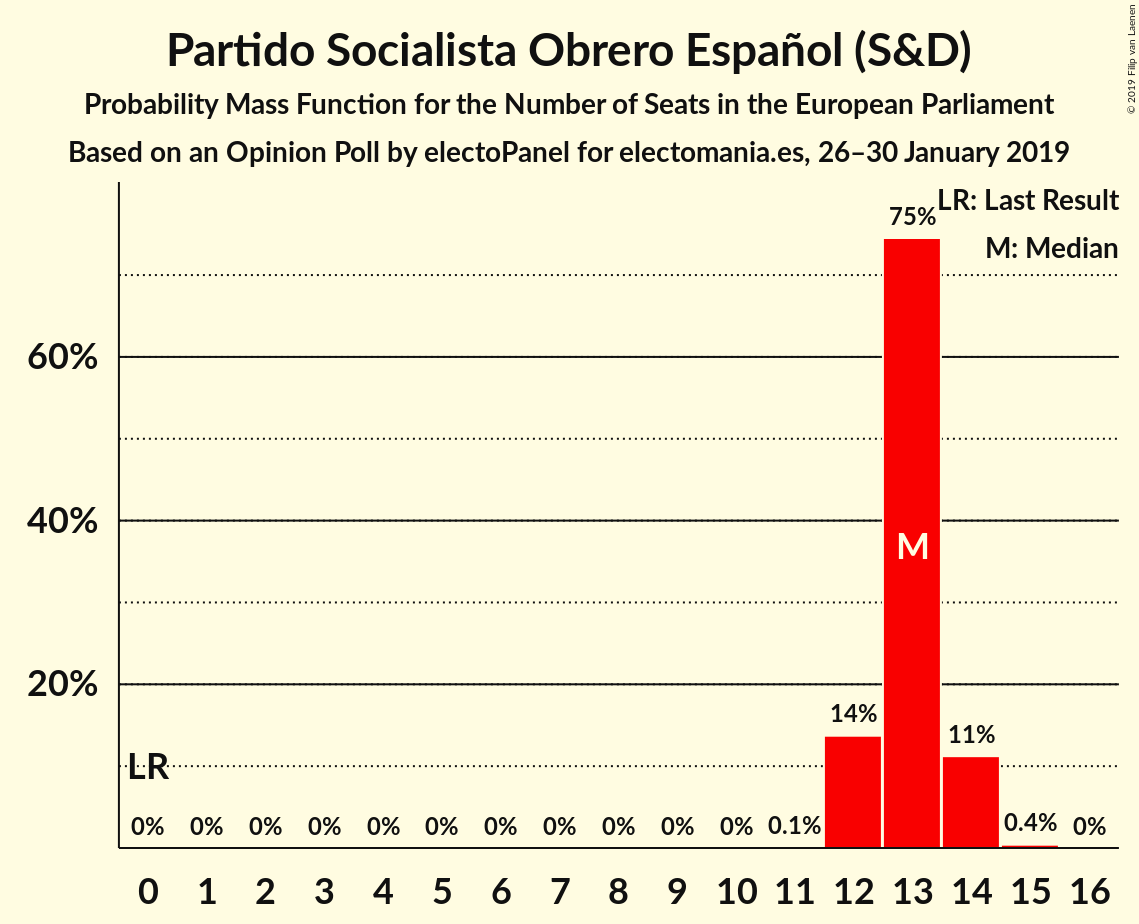 Partido Socialista Obrero Español (S&D)
Probability Mass Function for the Number of Seats in the European Parliament
Based on an Opinion Poll by electoPanel for electomania.es, 26–30 January 2019
© 2019 Filip van Laenen
LR: Last Result
M: Median
75%
60%
40%
M
20%
14%
11%
LR
0% 0% 0% 0% 0% 0% 0% 0% 0% 0% 0% 0.1% 0.4% 0%
0 1 2 3 4 5 6 7 8 9 10 11 12 13 14 15 16